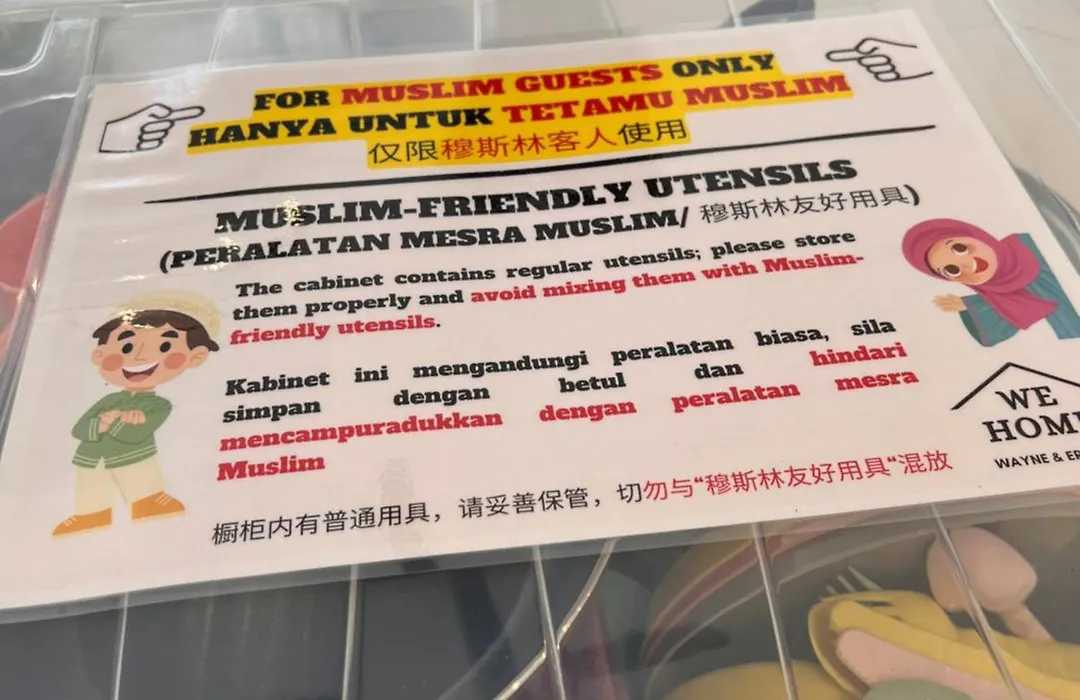 FOR MUSLIM GUESTS ONLY
HANYA UNTUK TETAMU MUSLIM
仅限穆斯林客人使用
MUSLIM-FRIENDLY UTENSILS
(PERALATAN MESRA MUSLIM/ 穆斯林友好用具)
The cabinet contains regular utensils; please store
them properly and avoid mixing them with Muslim-
friendly utensils.
Kabinet ini mengandungi peralatan biasa, sila
simpan dengan betul dan hindari
mencampuradukkan dengan peralatan mesra
Muslim
橱柜内有普通用具，请妥善保管，切勿与“穆斯林友好用具“混放
WE
WAYNE &